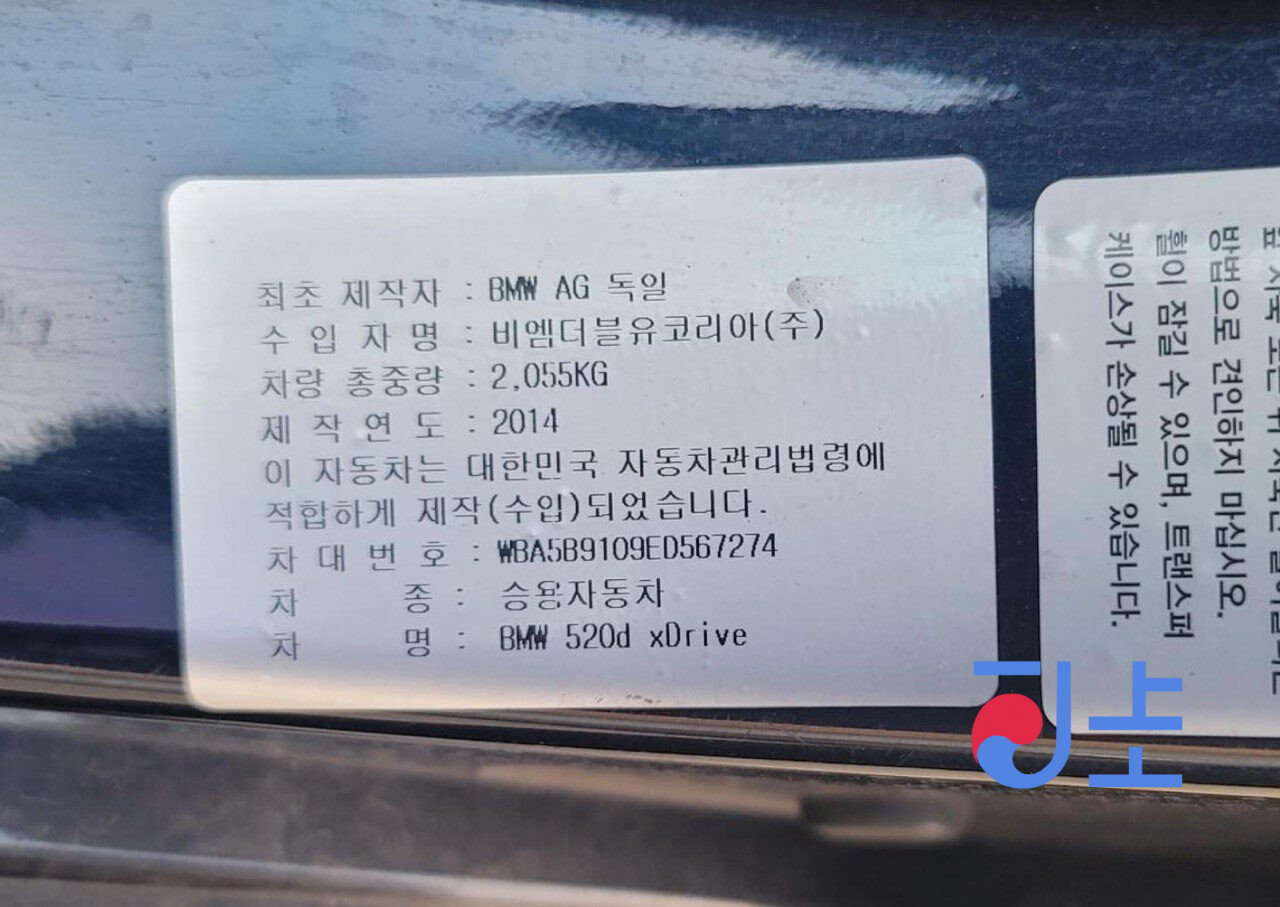 최초 제작자 : BMW AG 독일
수 입 자 명 : 비엠더블유코리아(주)
차량 총중량 : 2,055KG
제 작 연 도 : 2014
이 자동차는 대한민국 자동차관리법령에
적합하게 제작(수입)되었습니다.
차 대 번 호 : WBA5B9109ED567274
차 종 : 승용자동차
차 명 : BMW 520d xDrive
방법으로 견인하지 마십시오.
휠이 잠길 수 있으며, 트랜스퍼
케이스가 손상될 수 있습니다.